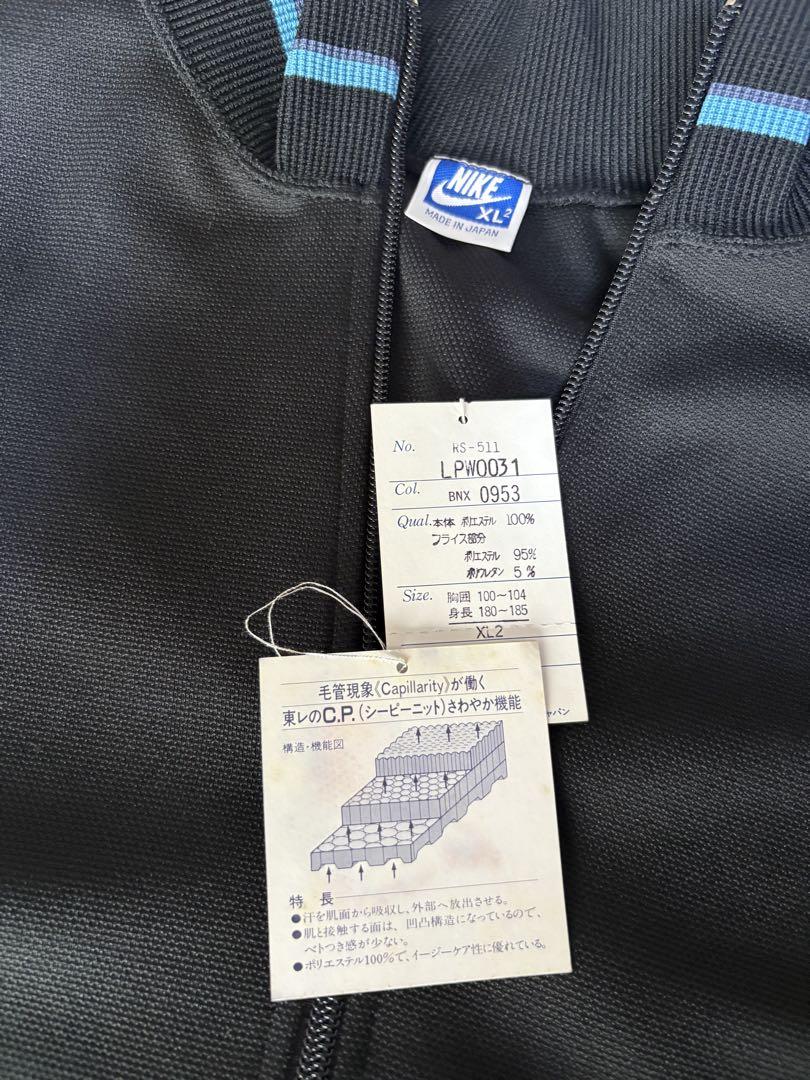 NIKE
XL2
MADE IN JAPAN
No. RS-511
LPW0031
Col. BNX 0953
Qual. 本体 ポリエステル 100%
フライス部分
ポリエステル 95%
ポリウレタン 5%
Size. 胸囲 100〜104
身長 180〜185
XL2
ャパン
毛管現象《Capillarity》が働く
東レのC.P.(シーピーニット)さわやか機能
構造・機能図
特 長
●汗を肌面から吸収し、外部へ放出させる。
●肌と接触する面は、凹凸構造になっているので、
ベトつき感が少ない。
●ポリエステル100%で、イージーケア性に優れている。